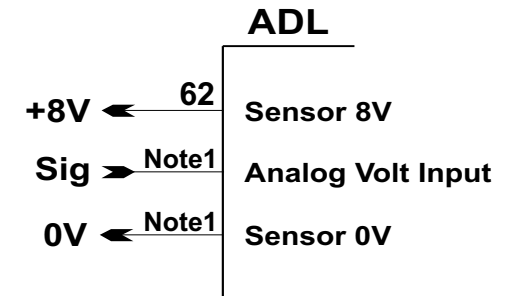 ADL
+8V 62 Sensor 8V
Sig Note1 Analog Volt Input
0V Note1 Sensor 0V